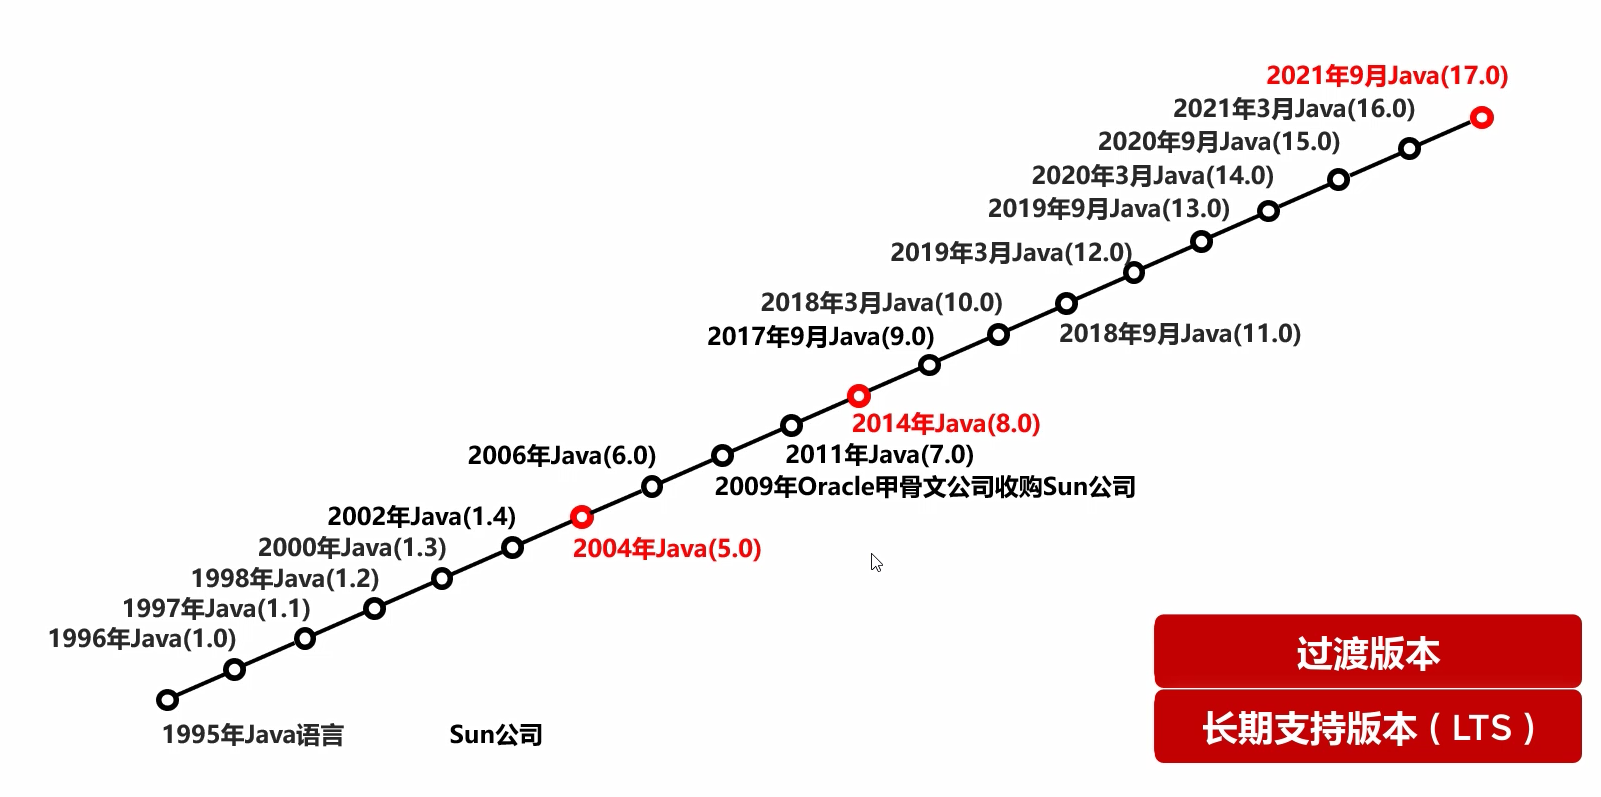 2021年9月Java(17.0)
2021年3月Java(16.0)
2020年9月Java(15.0)
2020年3月Java(14.0)
2019年9月Java(13.0)
2019年3月Java(12.0)
2018年3月Java(10.0)
2018年9月Java(11.0)
2017年9月Java(9.0)
2014年Java(8.0)
2006年Java(6.0)
2011年Java(7.0)
2009年Oracle甲骨文公司收购Sun公司
2002年Java(1.4)
2000年Java(1.3)
2004年Java(5.0)
1998年Java(1.2)
1997年Java(1.1)
1996年Java(1.0)
过渡版本
长期支持版本（LTS）
1995年Java语言
Sun公司